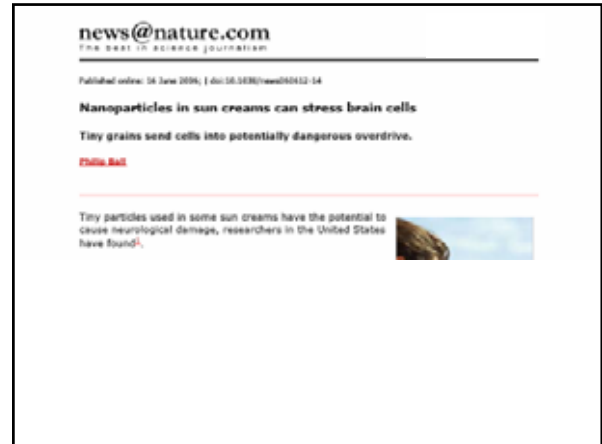 news@nature.com
The best in science journalism
Published online: 16 June 2006; | doi:10.1038/news060612-14
Nanoparticles in sun creams can stress brain cells
Tiny grains send cells into potentially dangerous overdrive.
Philip Ball
Tiny particles used in some sun creams have the potential to
cause neurological damage, researchers in the United States
have found1.